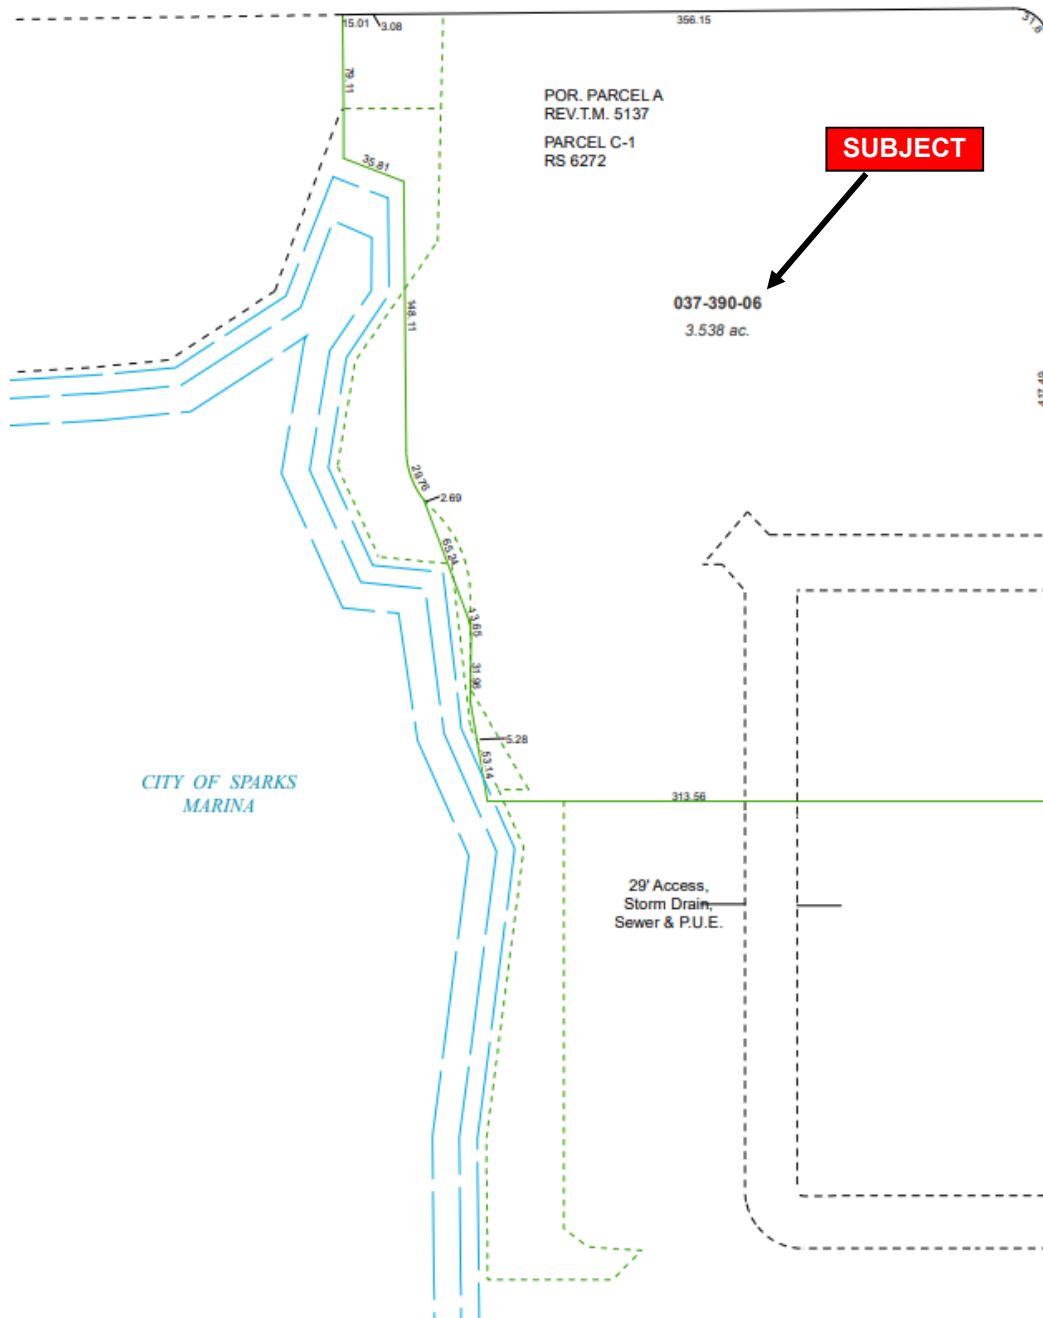 15.01
3.08
356.15
79.11
POR. PARCEL A
REV.T.M. 5137
PARCEL C-1
RS 6272
SUBJECT
35.81
037-390-06
3.538 ac.
148.11
417.49
29.76
2.69
65.24
43.65
31.96
5.28
53.14
313.56
CITY OF SPARKS
MARINA
29' Access,
Storm Drain,
Sewer & P.U.E.